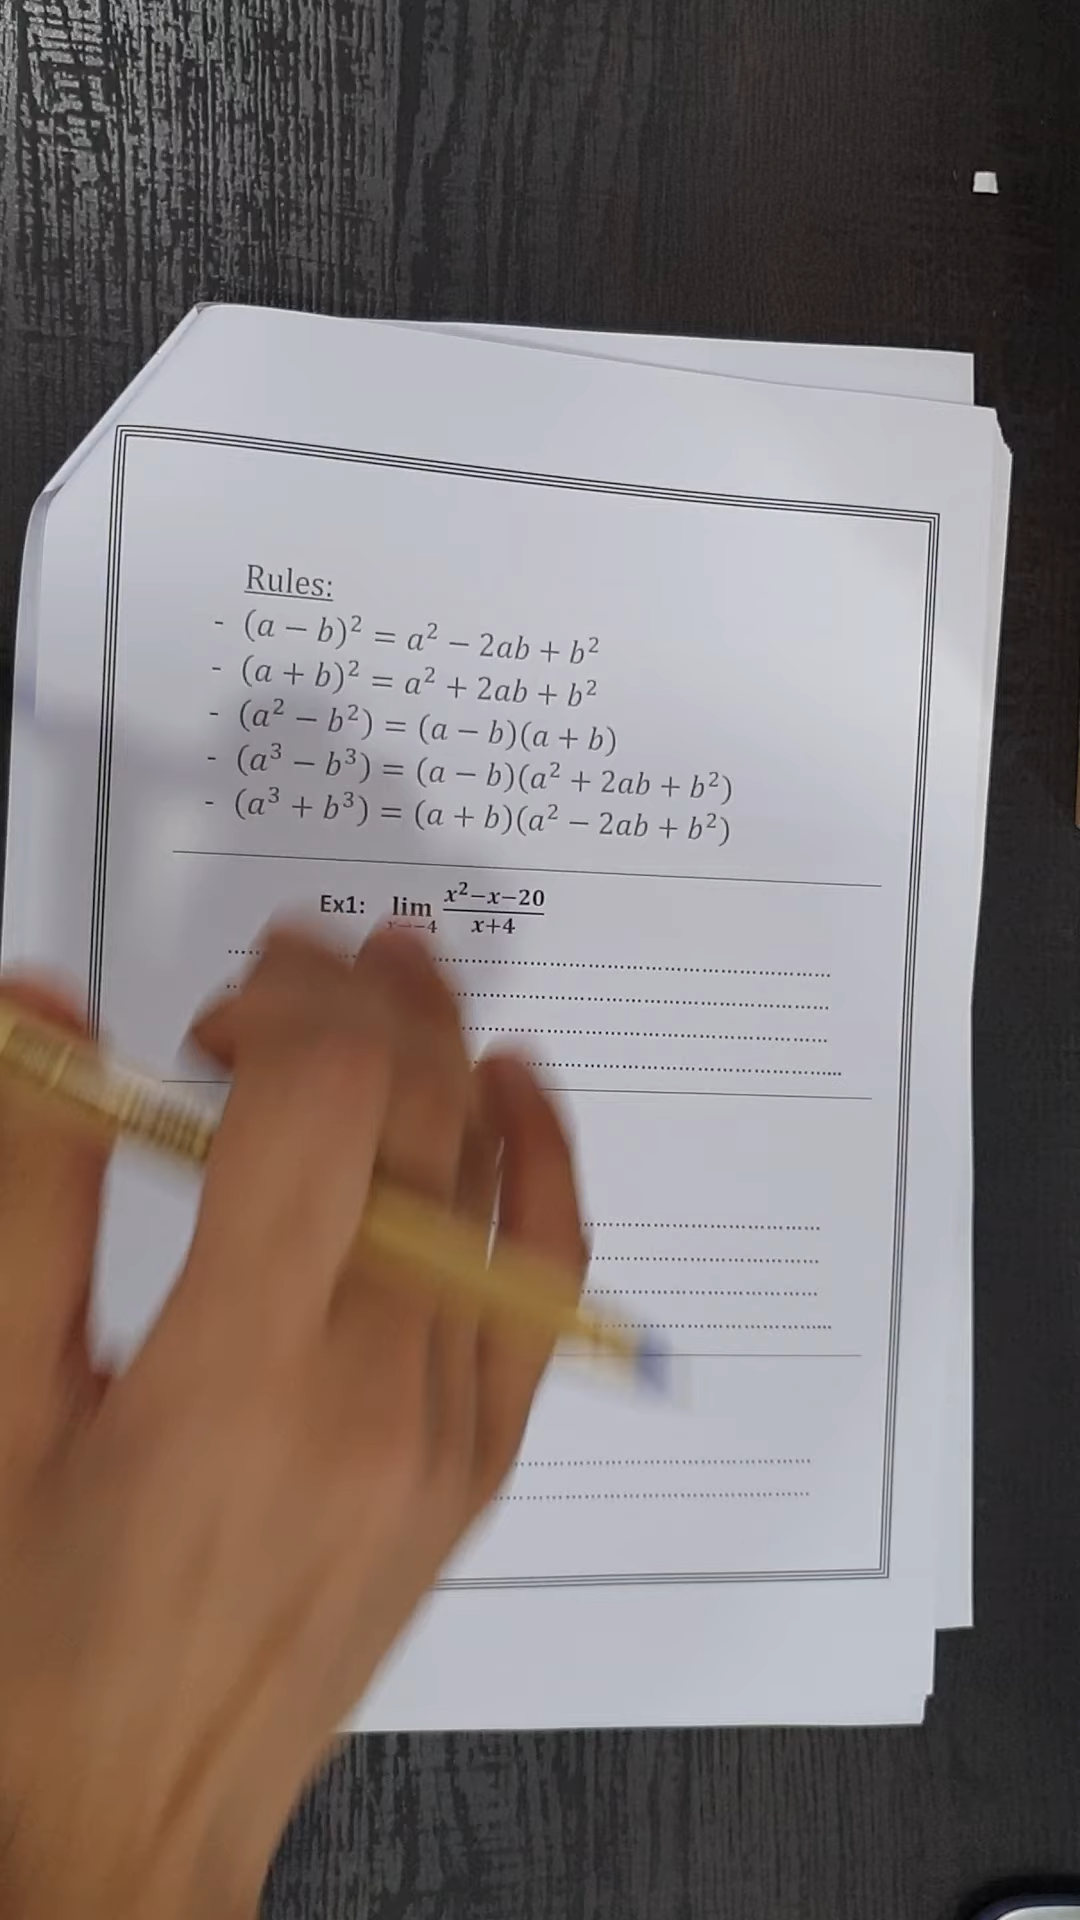 Rules:
- (a − b)² = a² − 2ab + b²
- (a + b)² = a² + 2ab + b²
- (a² − b²) = (a − b)(a + b)
- (a³ − b³) = (a − b)(a² + 2ab + b²)
- (a³ + b³) = (a + b)(a² − 2ab + b²)
Ex1: lim x→−4 x²−x−20 / x+4